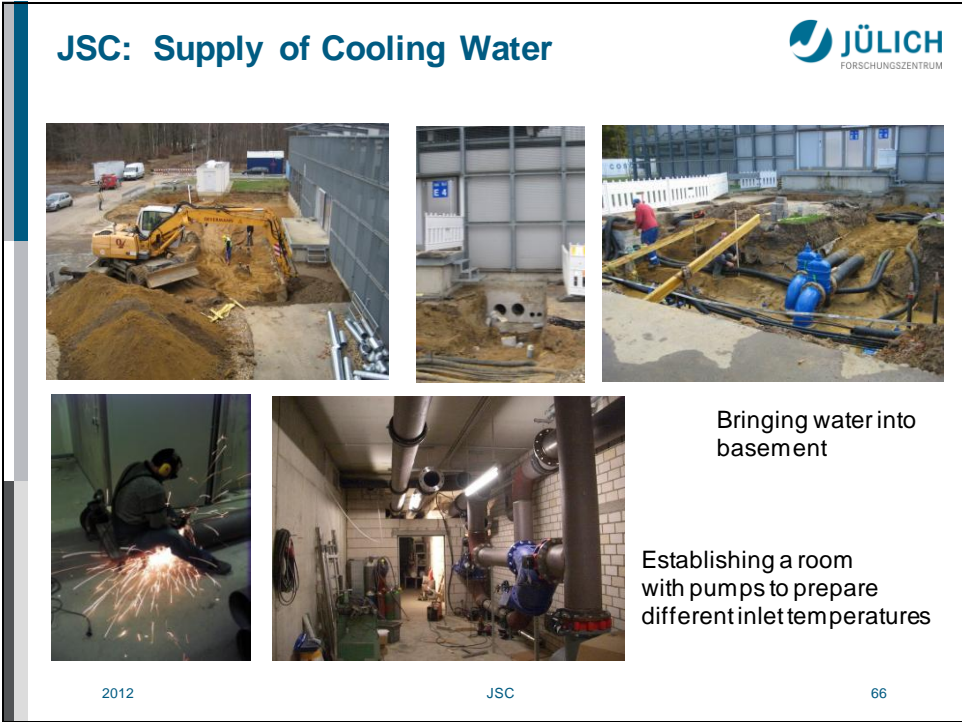 JSC: Supply of Cooling Water
JÜLICH
FORSCHUNGSZENTRUM
E 4
Bringing water into
basement
Establishing a room
with pumps to prepare
different inlet temperatures
2012
JSC
66